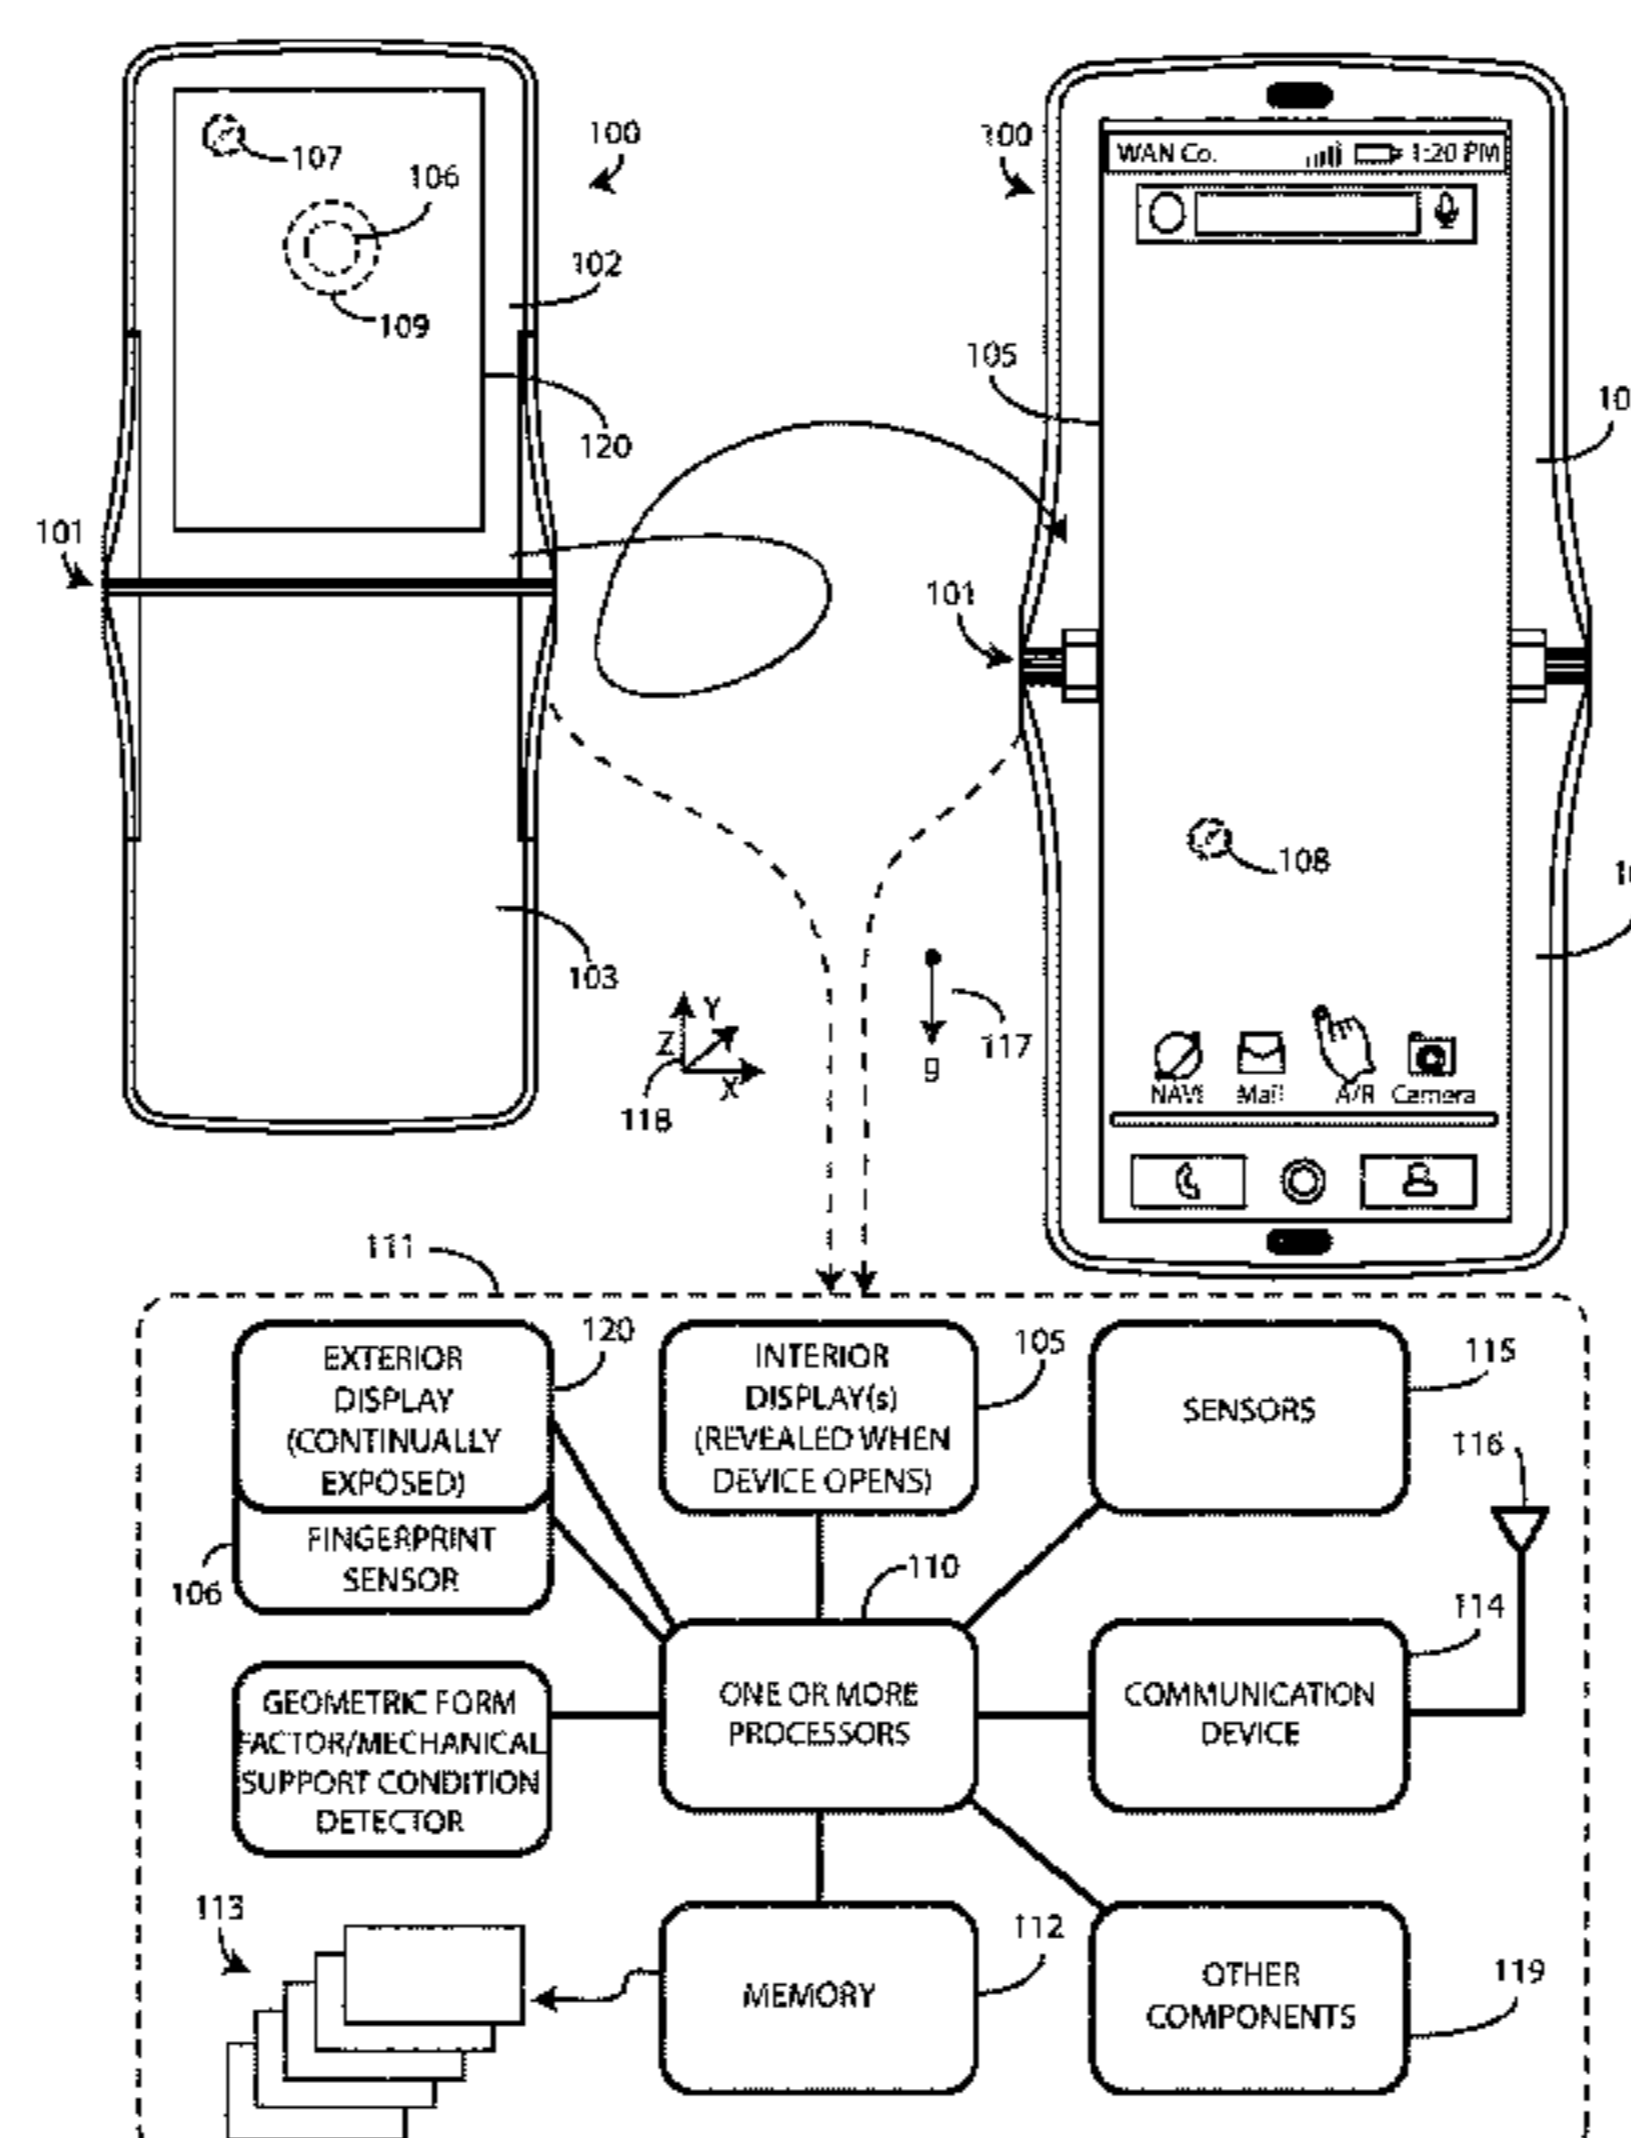 107
106
100
102
109
120
101
103
118
Z
Y
X
117
g
100
WAN Co.
1:20 PM
105
10
101
108
10
NAVI
Mail
A/R
Camera
111
EXTERIOR
DISPLAY
(CONTINUALLY
EXPOSED)
120
FINGERPRINT
SENSOR
106
INTERIOR
DISPLAY(s)
(REVEALED WHEN
DEVICE OPENS)
105
SENSORS
115
116
110
114
GEOMETRIC FORM
FACTOR/MECHANICAL
SUPPORT CONDITION
DETECTOR
ONE OR MORE
PROCESSORS
COMMUNICATION
DEVICE
113
MEMORY
112
OTHER
COMPONENTS
119